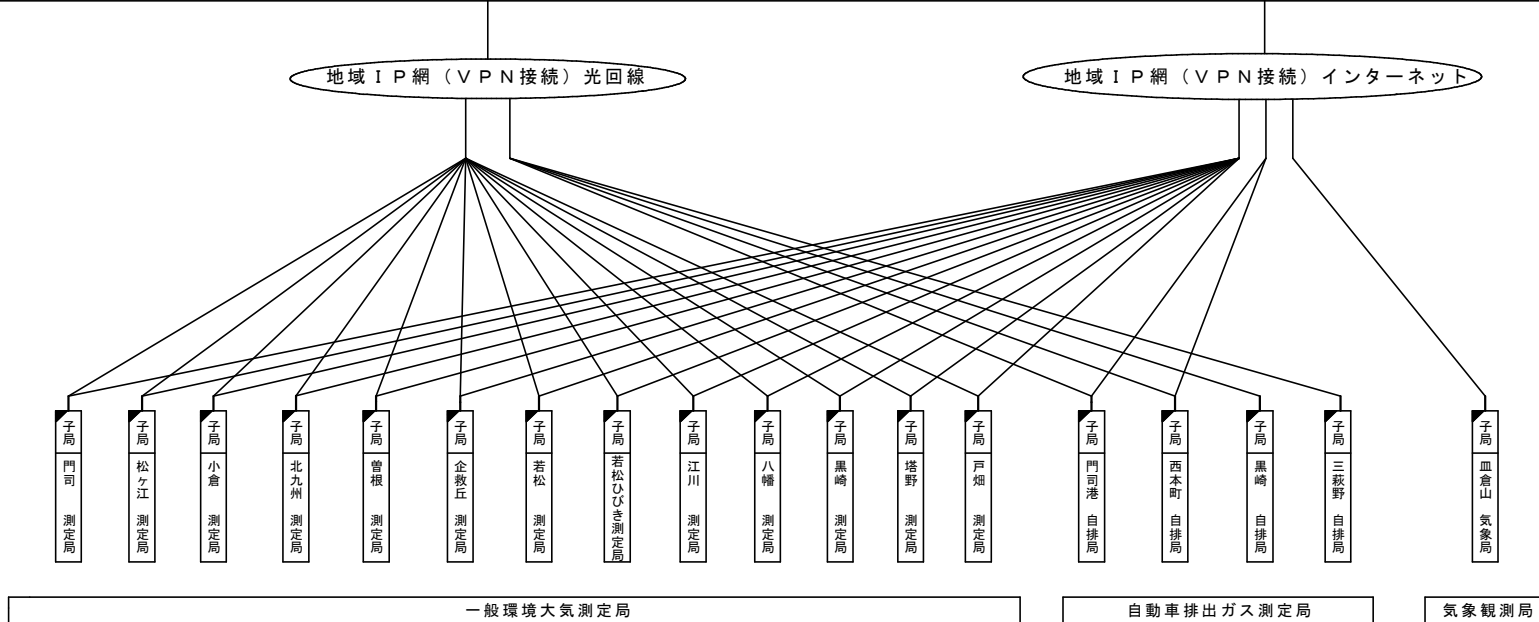 地域ＩＰ網（ＶＰＮ接続）光回線
地域ＩＰ網（ＶＰＮ接続）インターネット
子局 門司 測定局
子局 松ヶ江 測定局
子局 小倉 測定局
子局 北九州 測定局
子局 曽根 測定局
子局 企救丘 測定局
子局 若松 測定局
子局 若松ひびき測定局
子局 江川 測定局
子局 八幡 測定局
子局 黒崎 測定局
子局 塔野 測定局
子局 戸畑 測定局
子局 門司港 自排局
子局 西本町 自排局
子局 黒崎 自排局
子局 三萩野 自排局
子局 皿倉山 気象局
一般環境大気測定局
自動車排出ガス測定局
気象観測局